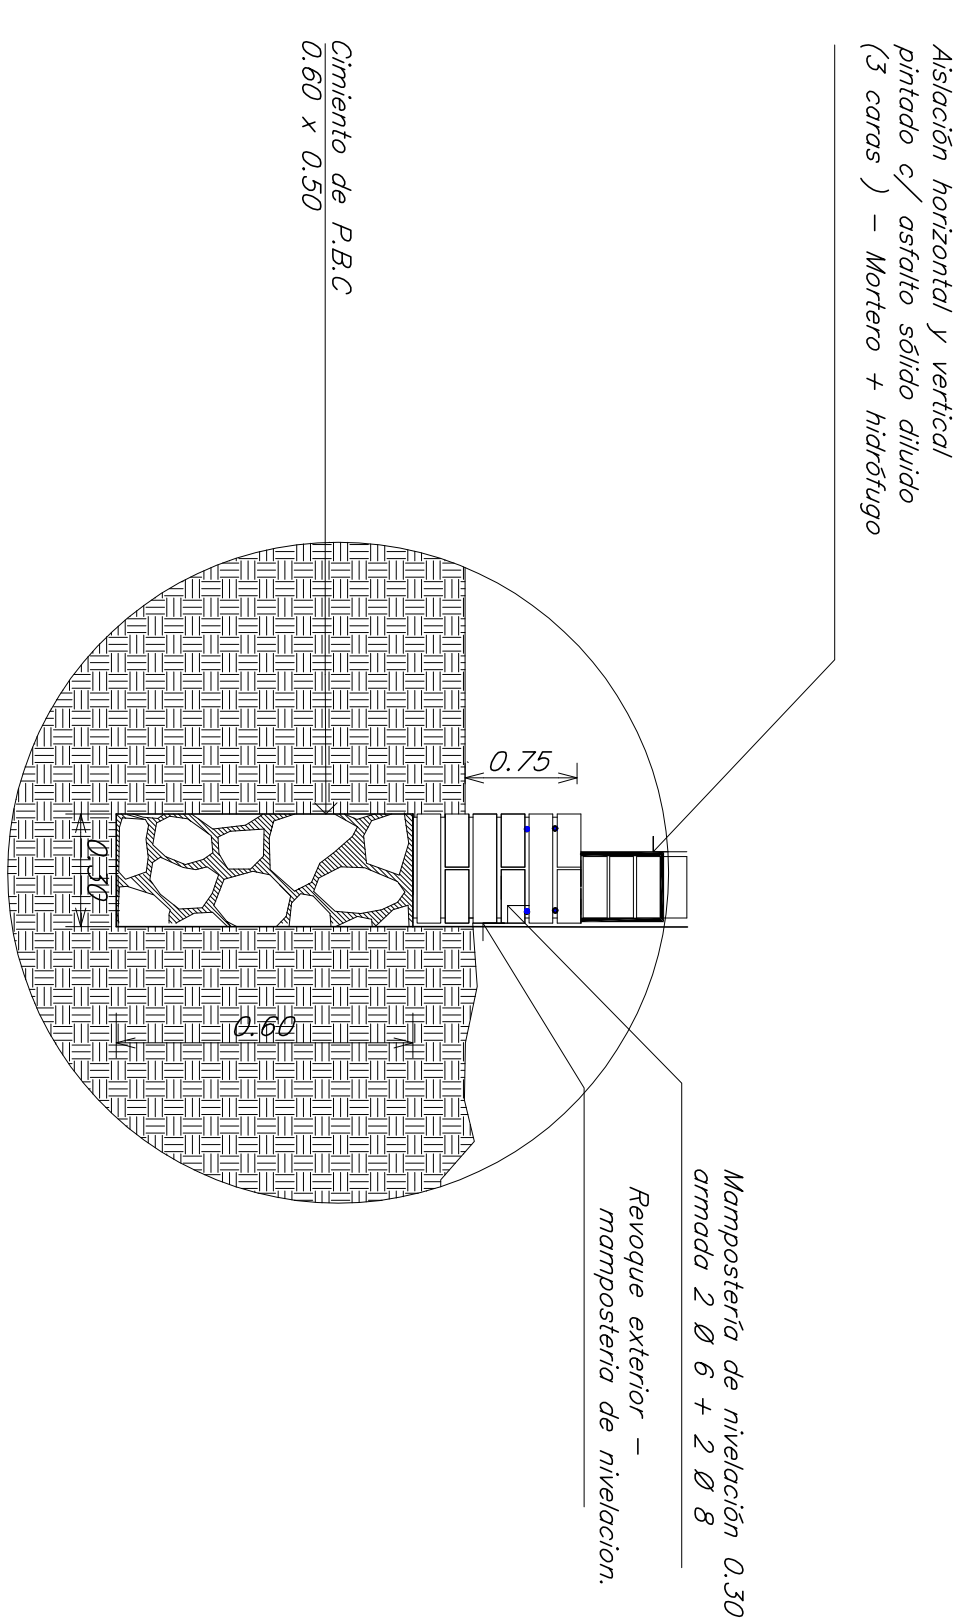 Aislación horizontal y vertical
pintado c/ asfalto sólido diluido
(3 caras ) - Mortero + hidrófugo
Cimiento de P.B.C
0.60 x 0.50
0.75
0.30
0.60
Mampostería de nivelación 0.30
armada 2 Ø 6 + 2 Ø 8
Revoque exterior -
mamposteria de nivelacion.